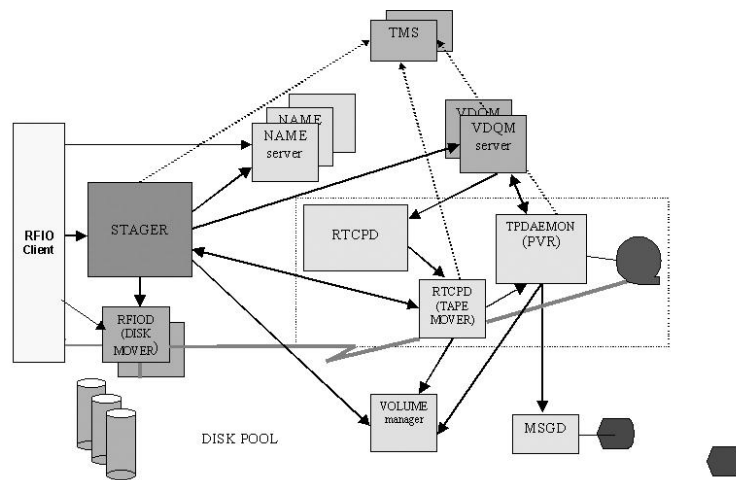 TMS
NAME
NAME
server
VDQM
VDQM
server
RFIO
Client
STAGER
RTCPD
TPDAEMON
(PVR)
RTCPD
(TAPE
MOVER)
RFIOD
(DISK
MOVER)
VOLUME
manager
DISK POOL
MSGD